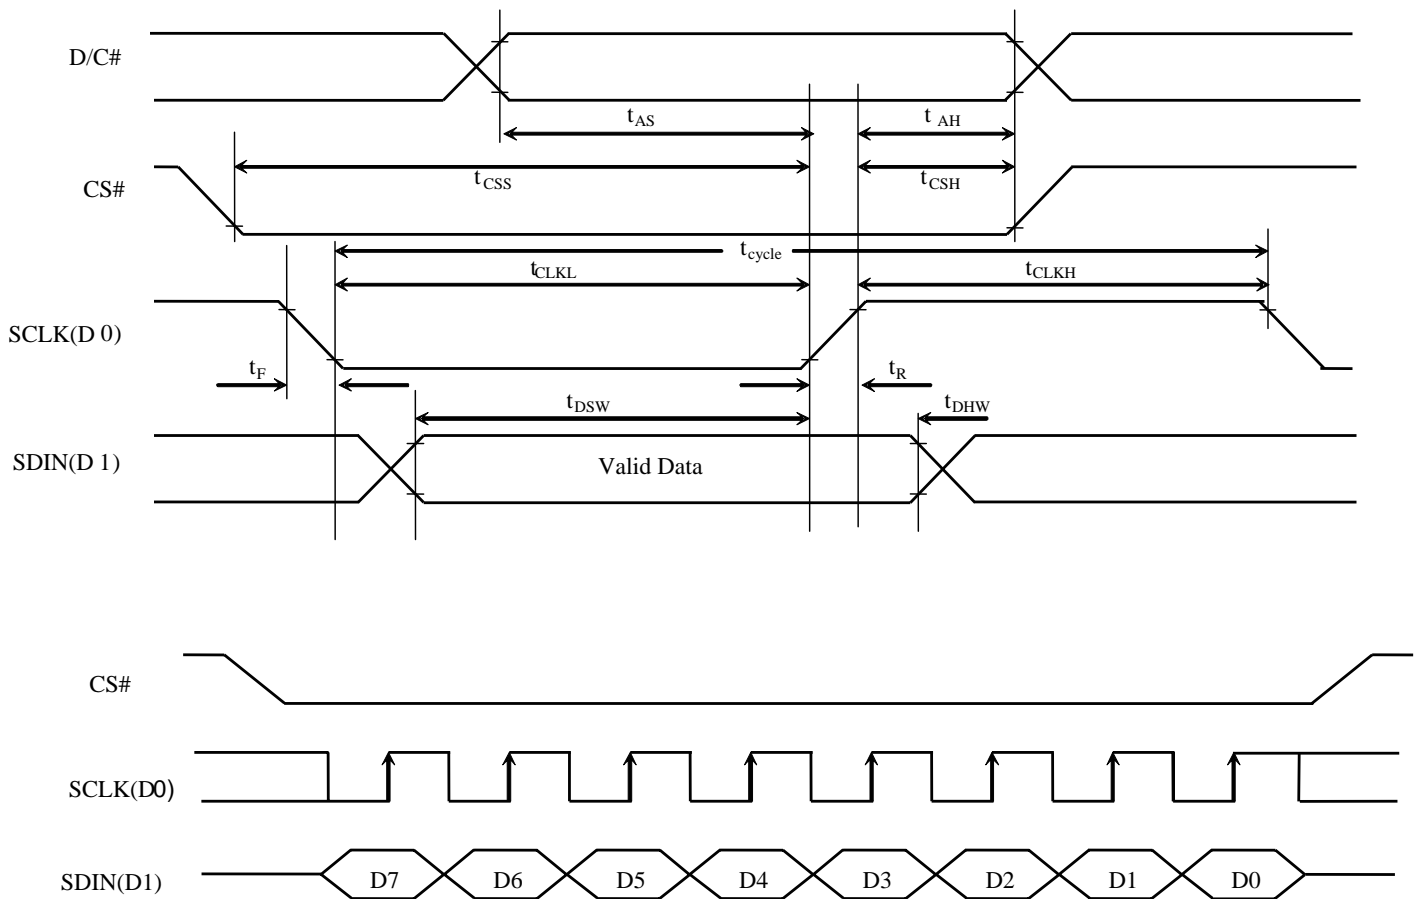 D/C#
tAS
t AH
CS#
tCSS
tCSH
tcycle
tCLKL
tCLKH
SCLK(D 0)
tF
tR
tDSW
tDHW
SDIN(D 1)
Valid Data
CS#
SCLK(D0)
SDIN(D1)
D7 D6 D5 D4 D3 D2 D1 D0